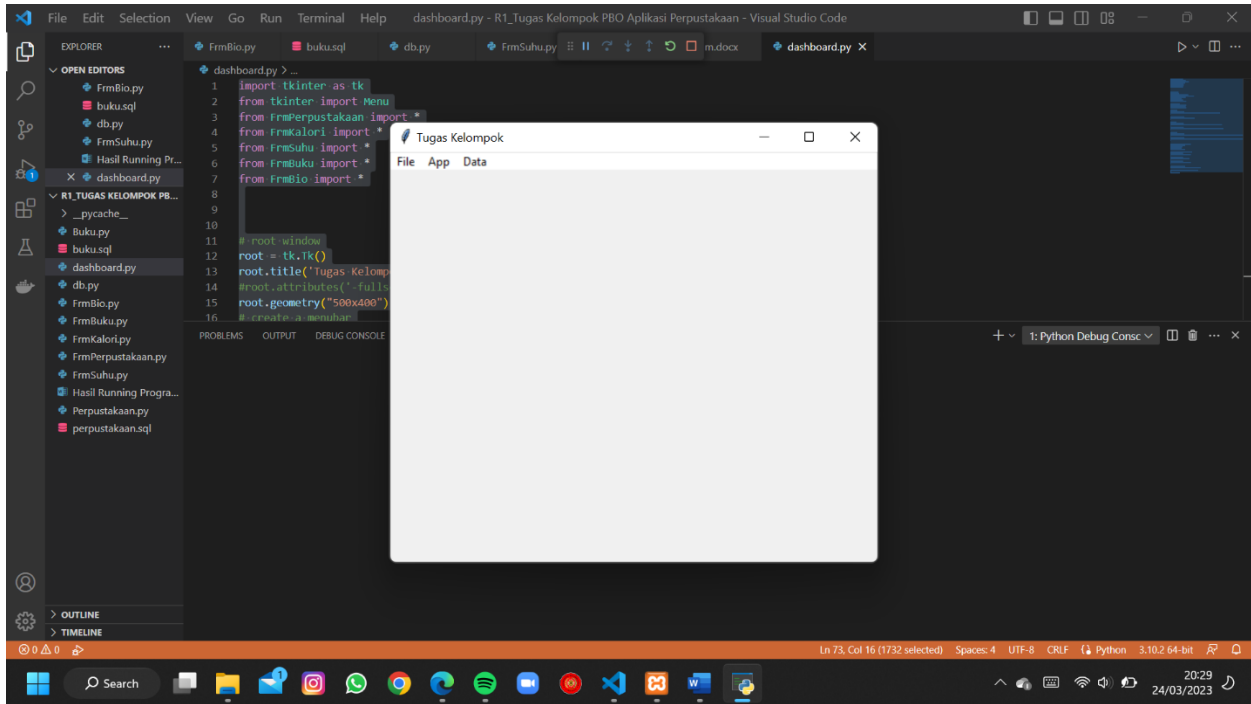 File Edit Selection View Go Run Terminal Help dashboard.py - R1_Tugas Kelompok PBO Aplikasi Perpustakaan - Visual Studio Code
EXPLORER ...
FrmBio.py buku.sql db.py FrmSuhu.py m.docx dashboard.py
OPEN EDITORS
FrmBio.py
buku.sql
db.py
FrmSuhu.py
Hasil Running Pr...
dashboard.py
R1_TUGAS KELOMPOK PB...
__pycache__
Buku.py
buku.sql
dashboard.py
db.py
FrmBio.py
FrmBuku.py
FrmKalori.py
FrmPerpustakaan.py
FrmSuhu.py
Hasil Running Progra...
Perpustakaan.py
perpustakaan.sql
OUTLINE
TIMELINE
1
dashboard.py > ...
1 import tkinter as tk
2 from tkinter import Menu
3 from FrmPerpustakaan import *
4 from FrmKalori import *
5 from FrmSuhu import *
6 from FrmBuku import *
7 from FrmBio import *
8
9
10
11 # root window
12 root = tk.Tk()
13 root.title('Tugas Kelomp
14 #root.attributes('-fulls
15 root.geometry("500x400")
16 # create a menubar
Tugas Kelompok
File App Data
PROBLEMS OUTPUT DEBUG CONSOLE
1: Python Debug Consc
0 0
Ln 73, Col 16 (1732 selected) Spaces: 4 UTF-8 CRLF Python 3.10.2 64-bit
Search
1
20:29
24/03/2023